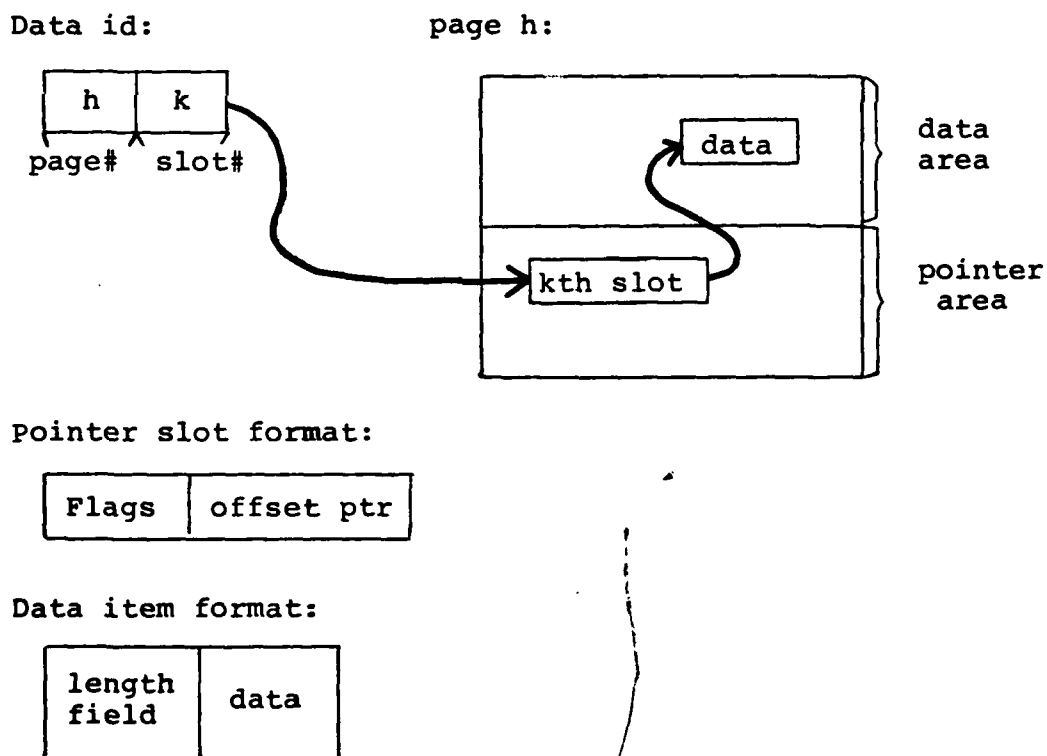 Data id:
page h:
h
k
page#
slot#
data
kth slot
data
area
pointer
area
Pointer slot format:
Flags
offset ptr
Data item format:
length
field
data